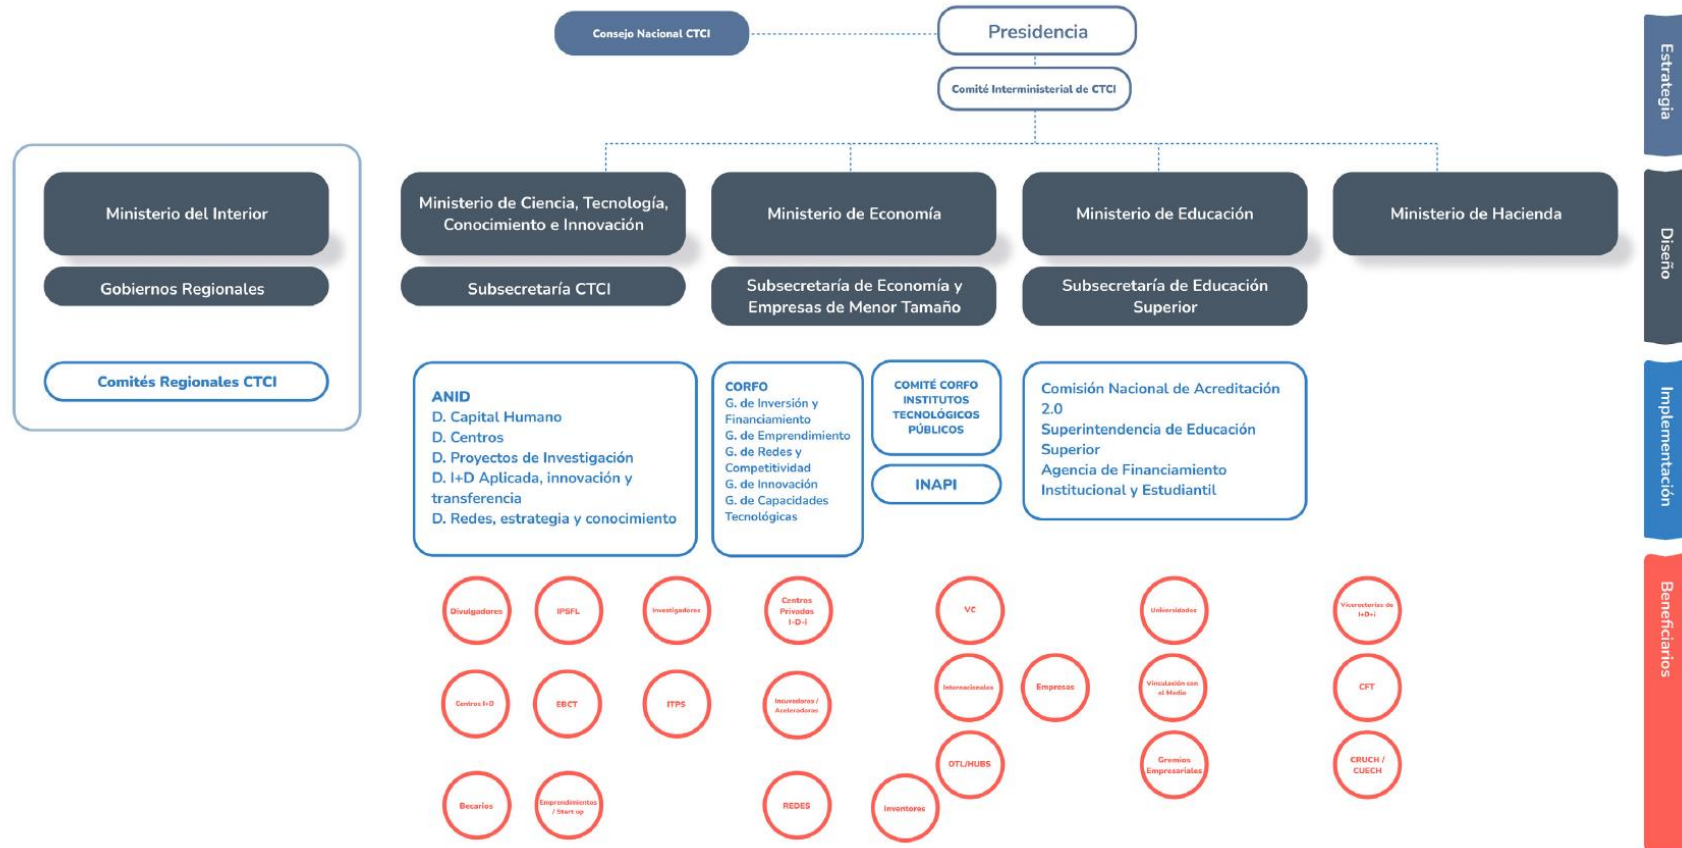 Consejo Nacional CTCI
Presidencia
Comité Interministerial de CTCI
Estrategia
Ministerio del Interior
Ministerio de Ciencia, Tecnología,
Conocimiento e Innovación
Ministerio de Economía
Ministerio de Educación
Ministerio de Hacienda
Diseño
Gobiernos Regionales
Subsecretaría CTCI
Subsecretaría de Economía y
Empresas de Menor Tamaño
Subsecretaría de Educación
Superior
Comités Regionales CTCI
ANID
D. Capital Humano
D. Centros
D. Proyectos de Investigación
D. I+D Aplicada, innovación y
transferencia
D. Redes, estrategia y conocimiento
CORFO
G. de Inversión y
Financiamiento
G. de Emprendimiento
G. de Redes y
Competitividad
G. de Innovación
G. de Capacidades
Tecnológicas
COMITÉ CORFO
INSTITUTOS
TECNOLÓGICOS
PÚBLICOS
INAPI
Comisión Nacional de Acreditación
2.0
Superintendencia de Educación
Superior
Agencia de Financiamiento
Institucional y Estudiantil
Implementación
Divulgadores
IPSFL
Investigadores
Centros
Privados
I-D-i
VC
Universidades
Vicerectorías de
I+D+i
Beneficiarios
Centros I+D
EBCT
ITPS
Incuvadoras /
Aceleradoras
Internacionales
Empresas
Vinculación con
el Medio
CFT
OTL/HUBS
Gremios
Empresariales
CRUCH /
CUECH
Becarios
Emprendimientos
/ Start up
REDES
Inventores